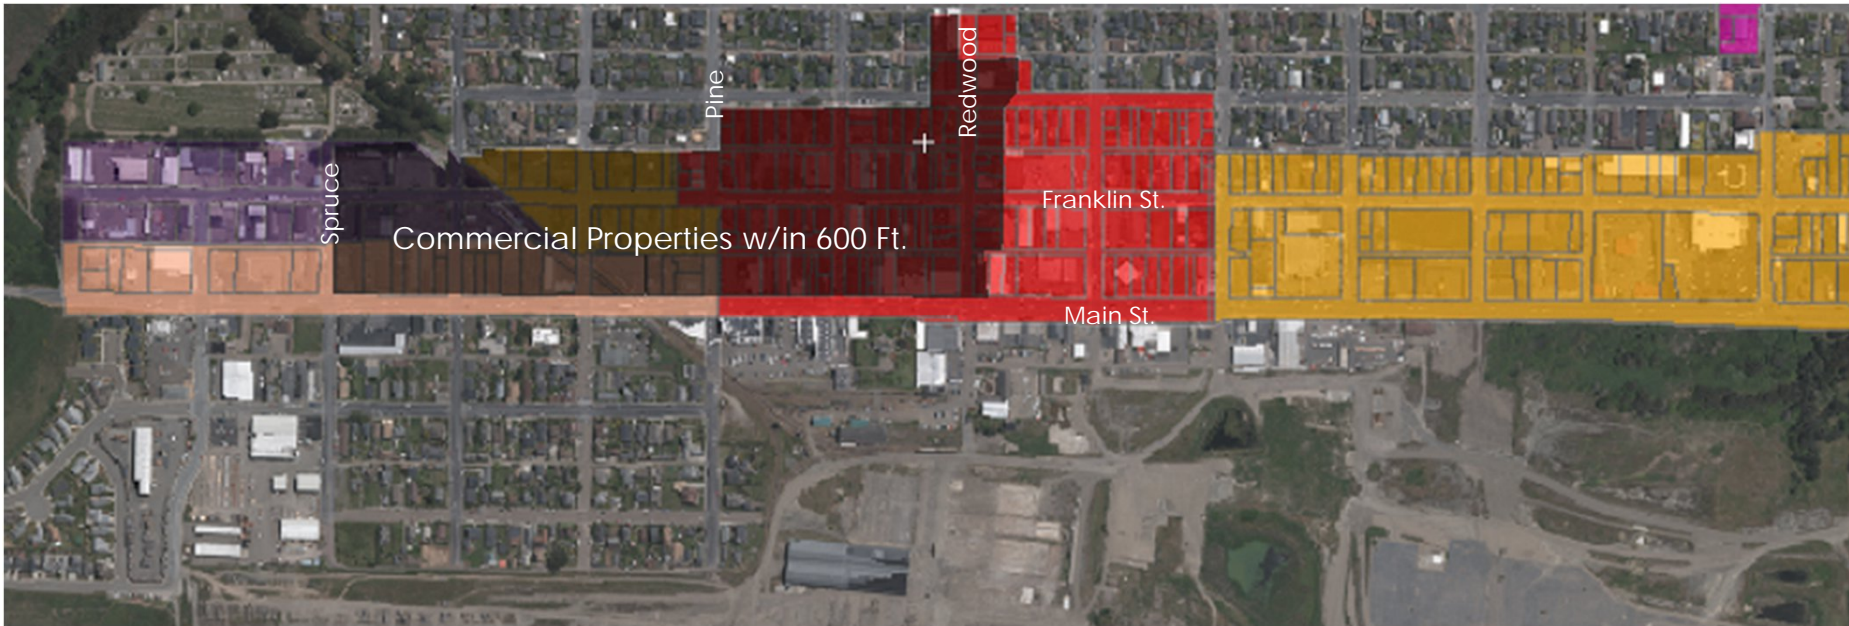 Redwood
Pine
Spruce
Franklin St.
Commercial Properties w/in 600 Ft.
Main St.